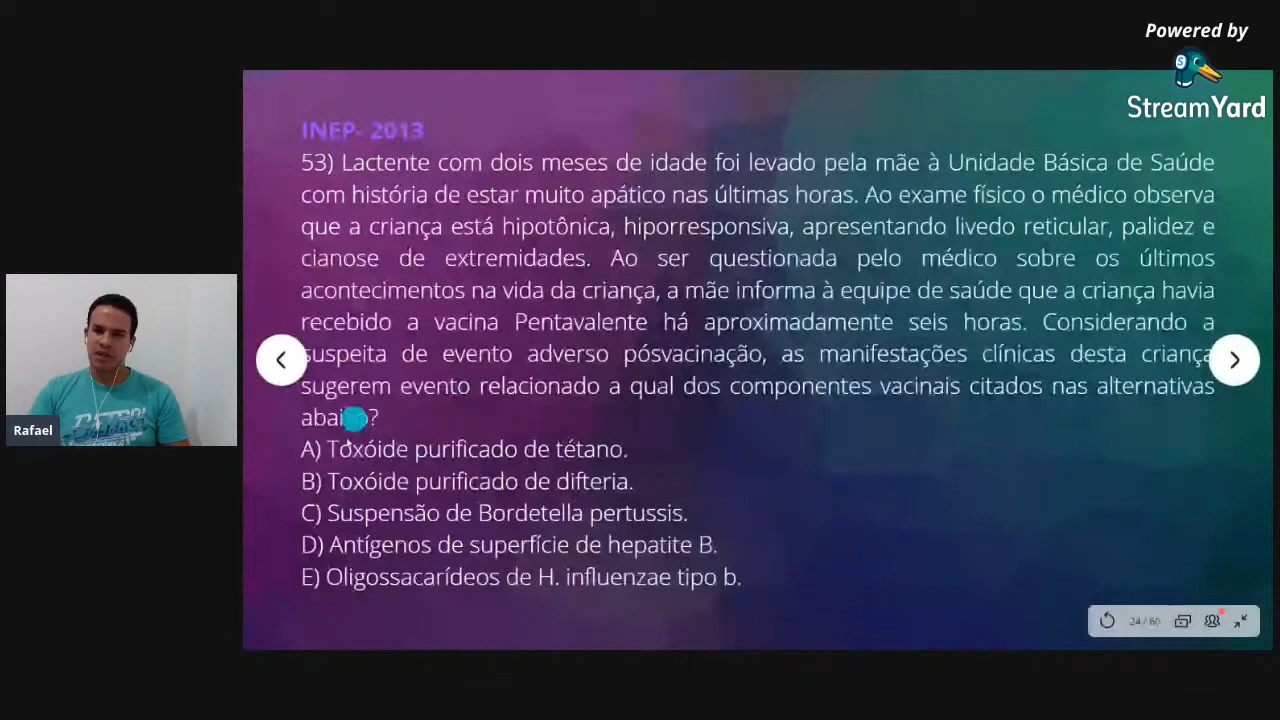 Powered by
StreamYard
INEP- 2013
53) Lactente com dois meses de idade foi levado pela mãe à Unidade Básica de Saúde
com história de estar muito apático nas últimas horas. Ao exame físico o médico observa
que a criança está hipotônica, hiporresponsiva, apresentando livedo reticular, palidez e
cianose de extremidades. Ao ser questionada pelo médico sobre os últimos
acontecimentos na vida da criança, a mãe informa à equipe de saúde que a criança havia
recebido a vacina Pentavalente há aproximadamente seis horas. Considerando a
suspeita de evento adverso pósvacinação, as manifestações clínicas desta criança
sugerem evento relacionado a qual dos componentes vacinais citados nas alternativas
abaixo?
A) Toxóide purificado de tétano.
B) Toxóide purificado de difteria.
C) Suspensão de Bordetella pertussis.
D) Antígenos de superfície de hepatite B.
E) Oligossacarídeos de H. influenzae tipo b.
Rafael
24 / 60